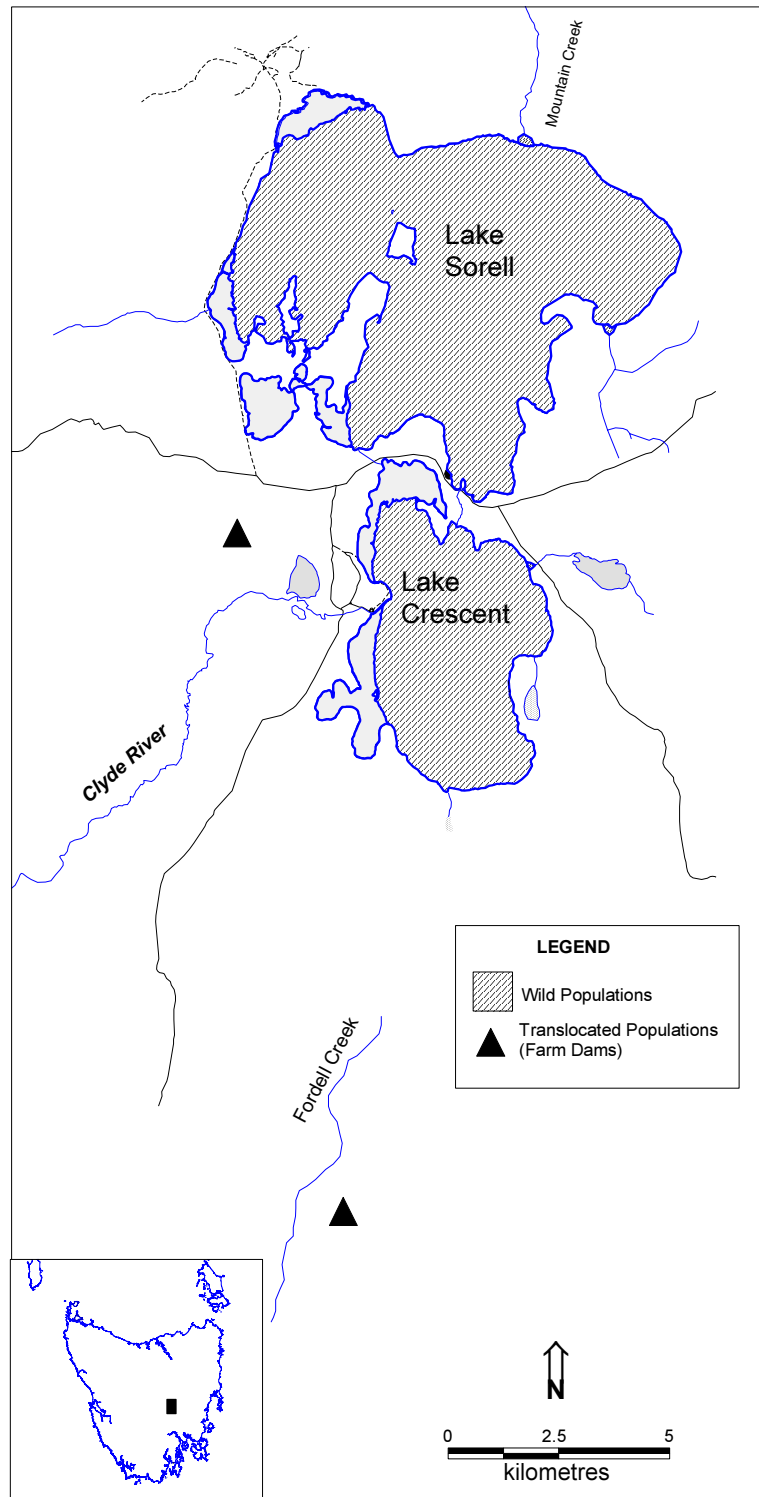 Mountain Creek
Lake
Sorell
Lake
Crescent
Clyde River
LEGEND
Wild Populations
Translocated Populations
(Farm Dams)
Fordell Creek
N
0 2.5 5
kilometres